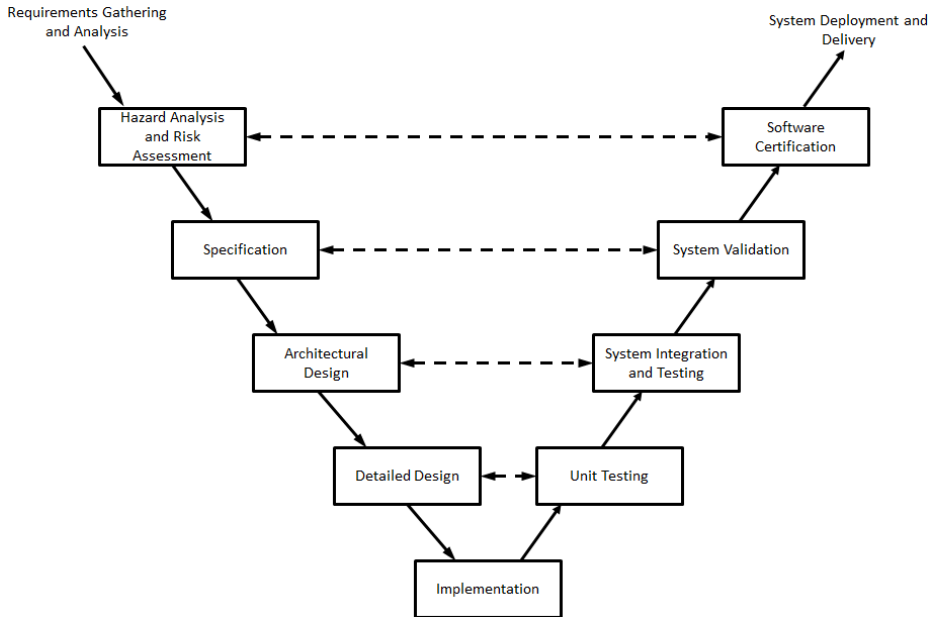 Requirements Gathering
and Analysis
System Deployment and
Delivery
Hazard Analysis
and Risk
Assessment
Software
Certification
Specification
System Validation
Architectural
Design
System Integration
and Testing
Detailed Design
Unit Testing
Implementation